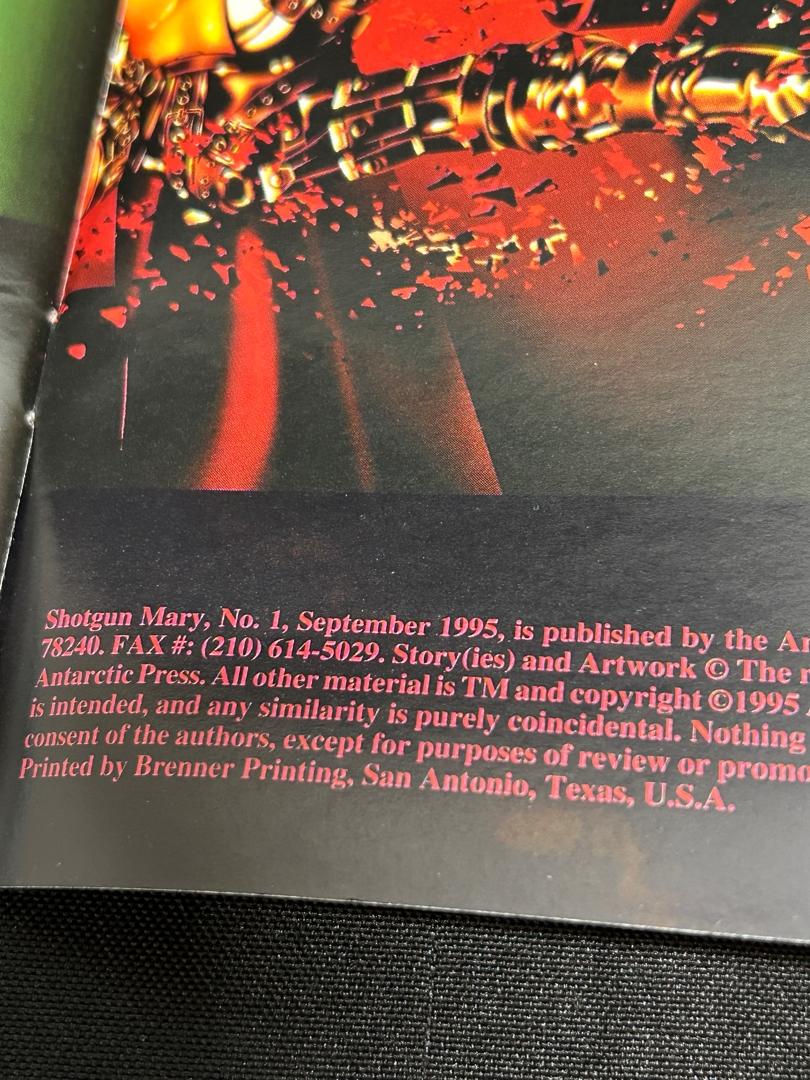 Shotgun Mary, No. 1, September 1995, is published by the
78240. FAX #: (210) 614-5029. Story(ies) and Artwork © The
Antarctic Press. All other material is TM and copyright ©1995
is intended, and any similarity is purely coincidental. Nothing
consent of the authors, except for purposes of review or
Printed by Brenner Printing, San Antonio, Texas, U.S.A.